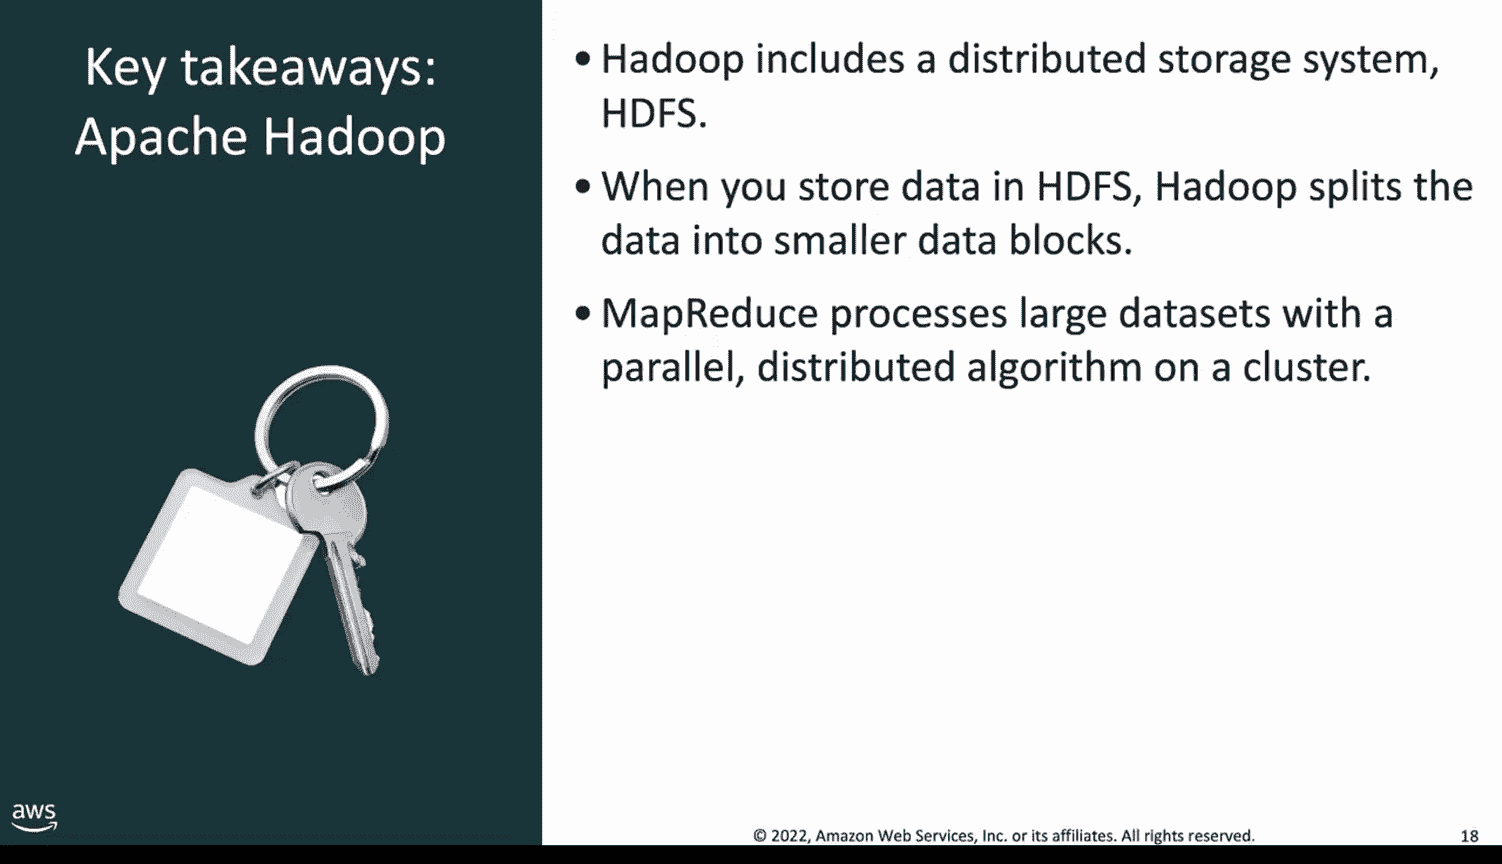 Key takeaways:
Apache Hadoop
• Hadoop includes a distributed storage system,
HDFS.
• When you store data in HDFS, Hadoop splits the
data into smaller data blocks.
• MapReduce processes large datasets with a
parallel, distributed algorithm on a cluster.
aws
© 2022, Amazon Web Services, Inc. or its affiliates. All rights reserved.
18